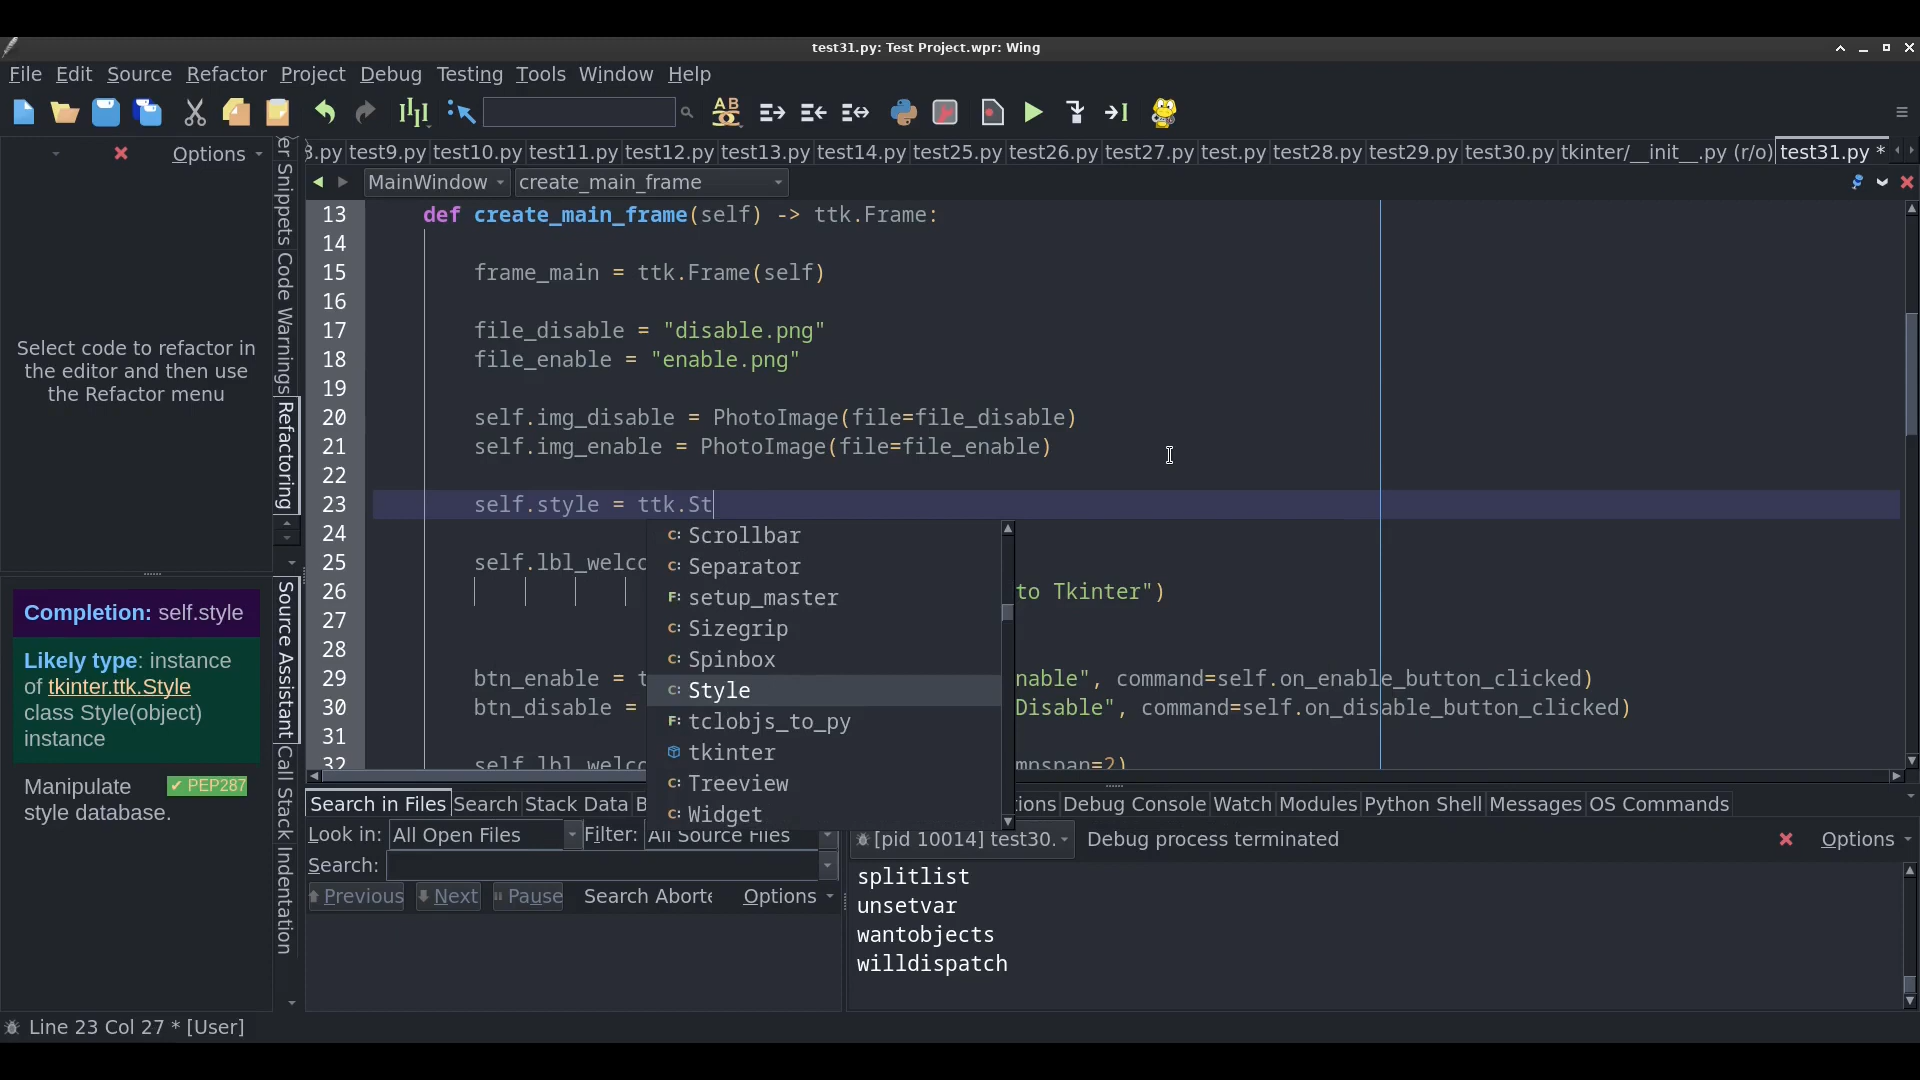 test31.py: Test Project.wpr: Wing
File Edit Source Refactor Project Debug Testing Tools Window Help
Options
3.py test9.py test10.py test11.py test12.py test13.py test14.py test25.py test26.py test27.py test.py test28.py test29.py test30.py tkinter/__init__.py (r/o) test31.py *
MainWindow create_main_frame
Select code to refactor in
the editor and then use
the Refactor menu
er Snippets
Code Warnings
Refactoring
13 def create_main_frame(self) -> ttk.Frame:
14
15 frame_main = ttk.Frame(self)
16
17 file_disable = "disable.png"
18 file_enable = "enable.png"
19
20 self.img_disable = PhotoImage(file=file_disable)
21 self.img_enable = PhotoImage(file=file_enable)
22
23 self.style = ttk.St
24
25 self.lbl_welco
26 to Tkinter")
27
28
29 btn_enable = t nable", command=self.on_enable_button_clicked)
30 btn_disable = Disable", command=self.on_disable_button_clicked)
31
32 self.lbl_welco mnspan=2)
Scrollbar
Separator
setup_master
Sizegrip
Spinbox
Style
tclobjs_to_py
tkinter
Treeview
Widget
Completion: self.style
Likely type: instance
of tkinter.ttk.Style
class Style(object)
instance
Manipulate ✔ PEP287
style database.
Source Assistant
Call Stack
Indentation
Search in Files Search Stack Data
Look in: All Open Files Filter: All Source Files
Search:
Previous Next Pause Search Aborte Options
tions Debug Console Watch Modules Python Shell Messages OS Commands
[pid 10014] test30. Debug process terminated Options
splitlist
unsetvar
wantobjects
willdispatch
Line 23 Col 27 * [User]